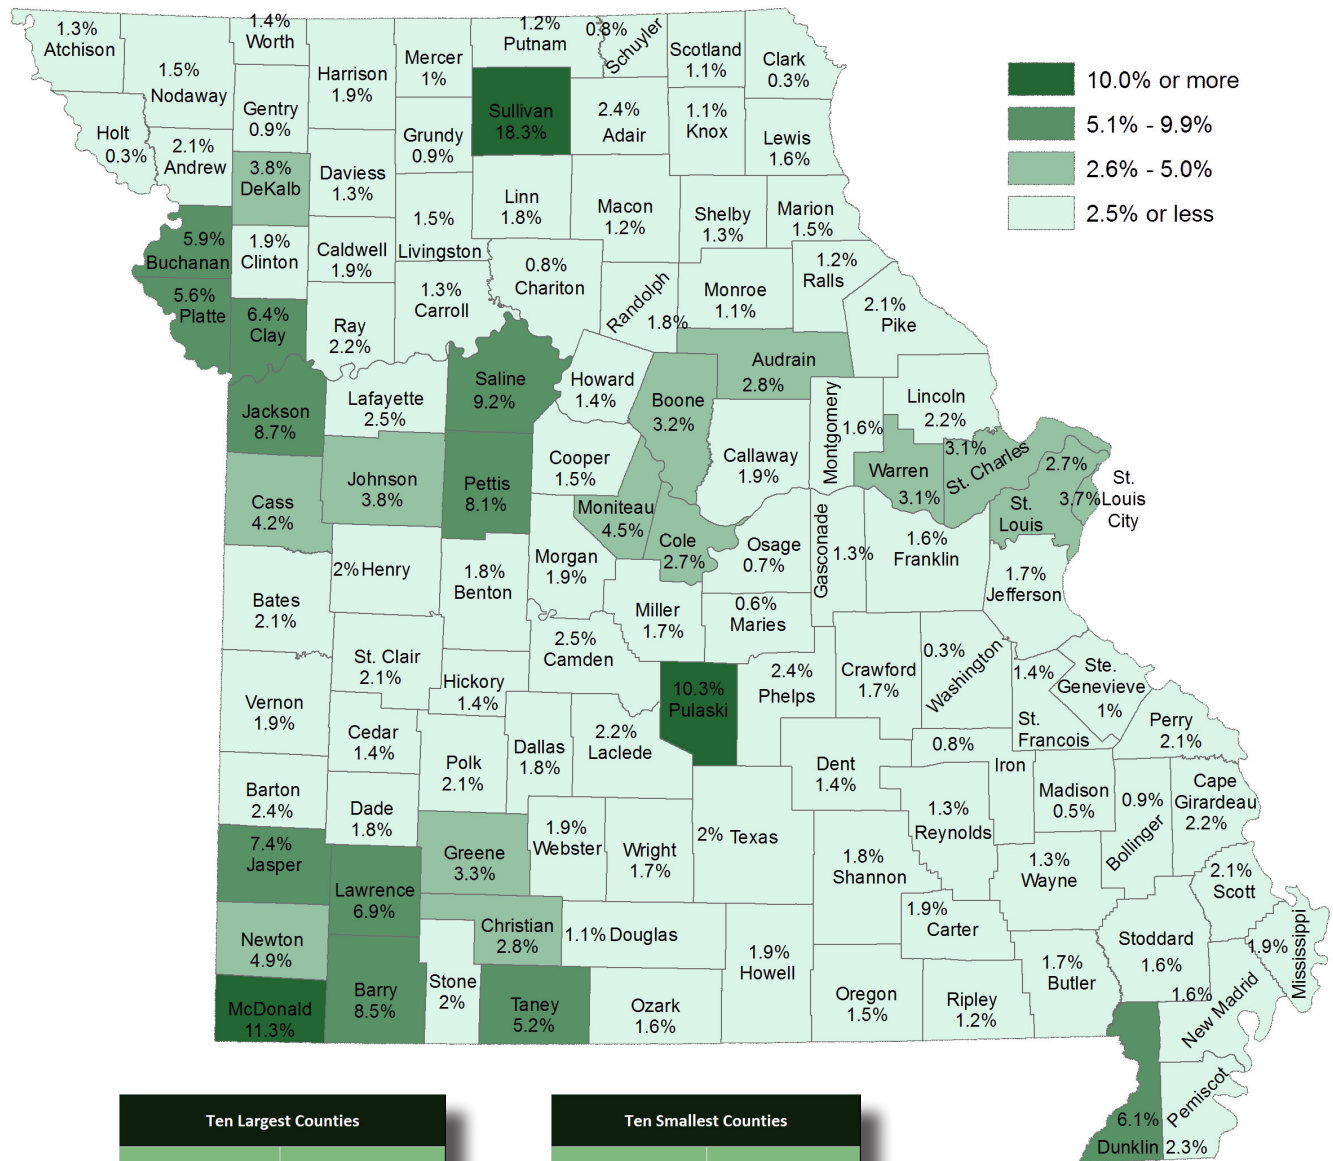 1.3%
Atchison
1.5%
Nodaway
1.4%
Worth
Harrison
1.9%
Mercer
1%
1.2%
Putnam
0.8%
Schuyler
Scotland
1.1%
Clark
0.3%
10.0% or more
5.1% - 9.9%
2.6% - 5.0%
2.5% or less
Holt
0.3%
2.1%
Andrew
Gentry
0.9%
3.8%
DeKalb
Daviess
1.3%
Grundy
0.9%
Sullivan
18.3%
2.4%
Adair
1.1%
Knox
Lewis
1.6%
5.9%
Buchanan
1.9%
Clinton
Caldwell
1.9%
1.5%
Livingston
Linn
1.8%
Macon
1.2%
Shelby
1.3%
Marion
1.5%
5.6%
Platte
6.4%
Clay
Ray
2.2%
1.3%
Carroll
0.8%
Chariton
Randolph
1.8%
Monroe
1.1%
1.2%
Ralls
2.1%
Pike
Jackson
8.7%
Lafayette
2.5%
Saline
9.2%
Howard
1.4%
Boone
3.2%
Audrain
2.8%
Callaway
1.9%
Montgomery
1.6%
Lincoln
2.2%
Warren
3.1%
3.1%
St. Charles
2.7%
St.
Louis
3.7%
St.
Louis
City
Cass
4.2%
Johnson
3.8%
Pettis
8.1%
Cooper
1.5%
Moniteau
4.5%
Cole
2.7%
Osage
0.7%
Gasconade
1.3%
1.6%
Franklin
1.7%
Jefferson
Bates
2.1%
2% Henry
1.8%
Benton
Morgan
1.9%
Miller
1.7%
0.6%
Maries
Vernon
1.9%
St. Clair
2.1%
Hickory
1.4%
2.5%
Camden
10.3%
Pulaski
2.4%
Phelps
Crawford
1.7%
0.3%
Washington
1.4%
St.
Francois
Ste.
Genevieve
1%
Perry
2.1%
Barton
2.4%
Cedar
1.4%
Polk
2.1%
Dallas
1.8%
2.2%
Laclede
Dent
1.4%
0.8%
Iron
Madison
0.5%
0.9%
Bollinger
Cape
Girardeau
2.2%
7.4%
Jasper
Dade
1.8%
Greene
3.3%
1.9%
Webster
Wright
1.7%
2% Texas
1.8%
Shannon
1.3%
Reynolds
1.3%
Wayne
2.1%
Scott
Lawrence
6.9%
Newton
4.9%
Christian
2.8%
1.1% Douglas
1.9%
Howell
1.9%
Carter
1.7%
Butler
Stoddard
1.6%
1.9%
Mississippi
McDonald
11.3%
Barry
8.5%
Stone
2%
Taney
5.2%
Ozark
1.6%
Oregon
1.5%
Ripley
1.2%
1.6%
New Madrid
6.1%
Dunklin
Pemiscot
2.3%
Ten Largest Counties
Ten Smallest Counties